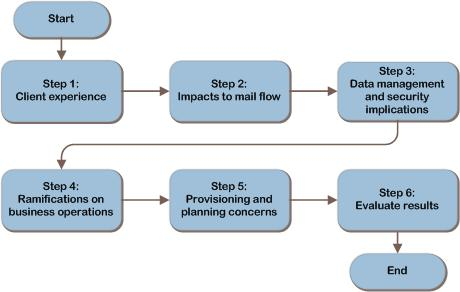 Start
Step 1:
Client experience
Step 2:
Impacts to mail flow
Step 3:
Data management
and security
implications
Step 4:
Ramifications on
business operations
Step 5:
Provisioning and
planning concerns
Step 6:
Evaluate results
End